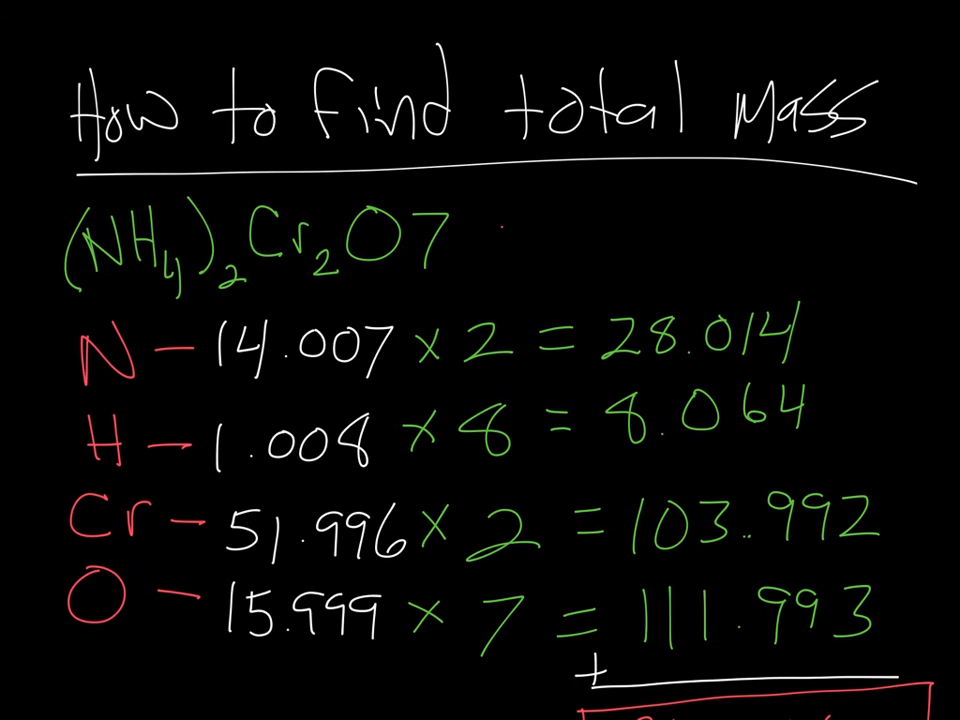 How to find total Mass
(NH4)2Cr2O7
N - 14.007 x 2 = 28.014
H - 1.008 x 8 = 8.064
Cr - 51.996 x 2 = 103.992
O - 15.999 x 7 = 111.993
+